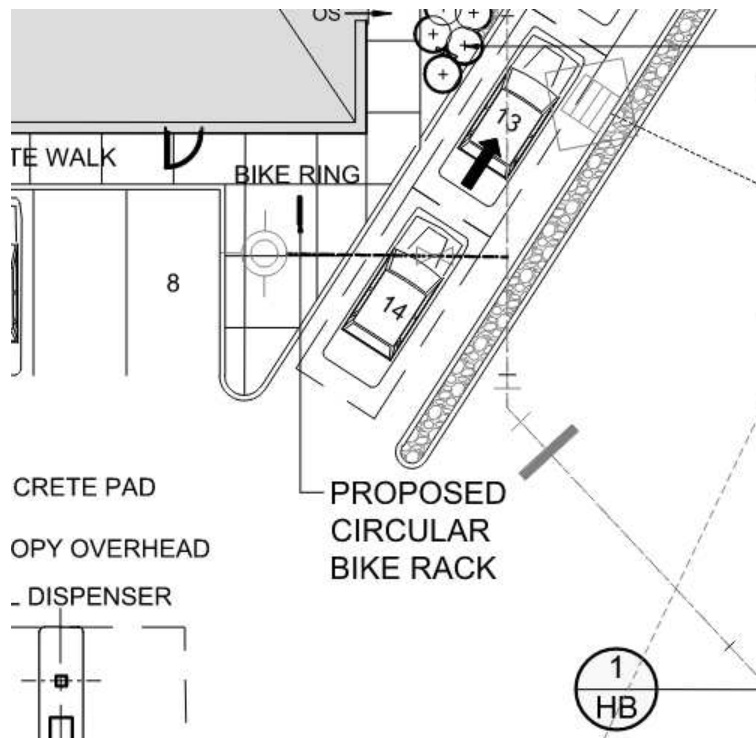 OS
13
TE WALK
BIKE RING
8
14
CRETE PAD
PROPOSED
CIRCULAR
BIKE RACK
OPY OVERHEAD
DISPENSER
1
HB